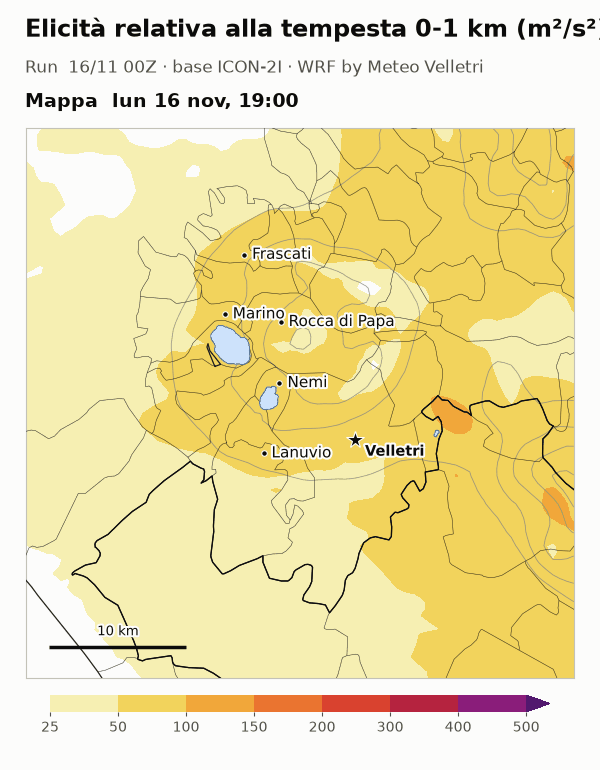 Elicità relativa alla tempesta 0-1 km (m²/s²)
Run  16/11 00Z · base ICON-2I · WRF by Meteo Velletri
Mappa  lun 16 nov, 19:00
Frascati
Marino
Rocca di Papa
Nemi
Velletri
Lanuvio
10 km
25 50 100 150 200 300 400 500